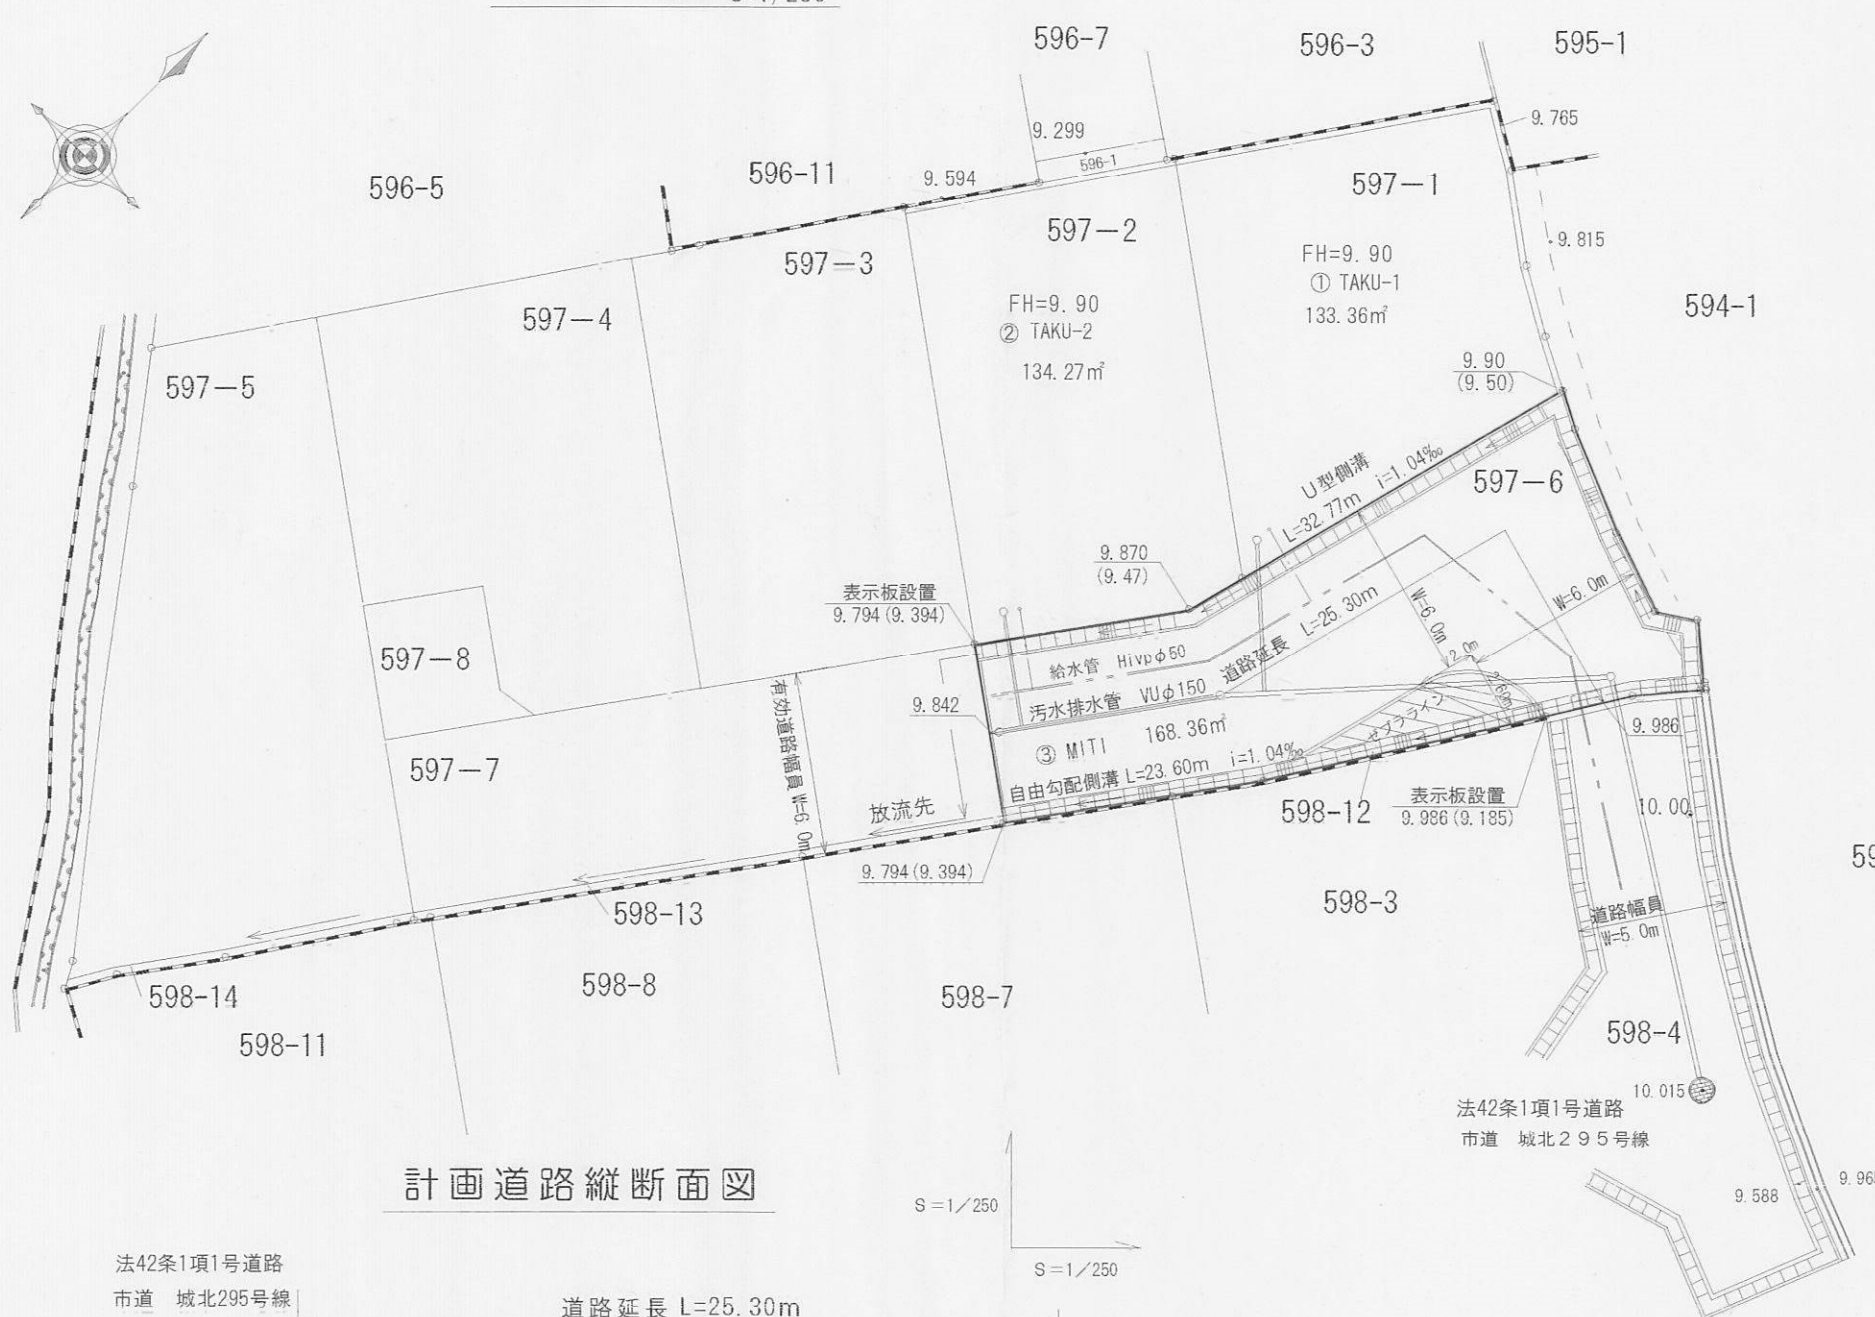 596-7
596-3
595-1
9.765
9.299
596-1
596-5
596-11
9.594
597-1
597-2
9.815
597-3
FH=9.90
① TAKU-1
133.36㎡
594-1
FH=9.90
② TAKU-2
134.27㎡
597-4
9.90
(9.50)
597-5
U型側溝
L=32.77m i=1.04‰
597-6
9.870
(9.47)
表示板設置
9.794(9.394)
W=6.0m
W=6.0m
道路延長 L=25.30m
597-8
有効道路幅員 W=6.0m
給水管 Hivpφ50
2.0m
汚水排水管 VUφ150
9.842
ゼブラライン
9.986
③ MITI 168.36㎡
597-7
自由勾配側溝 L=23.60m i=1.04‰
表示板設置
9.986(9.185)
放流先
598-12
10.00
9.794(9.394)
598-13
598-3
道路幅員
W=5.0m
598-8
598-7
598-14
598-11
598-4
10.015
法42条1項1号道路
市道 城北295号線
計画道路縦断面図
S=1/250
9.588
S=1/250
法42条1項1号道路
市道 城北295号線
道路延長 L=25.30m